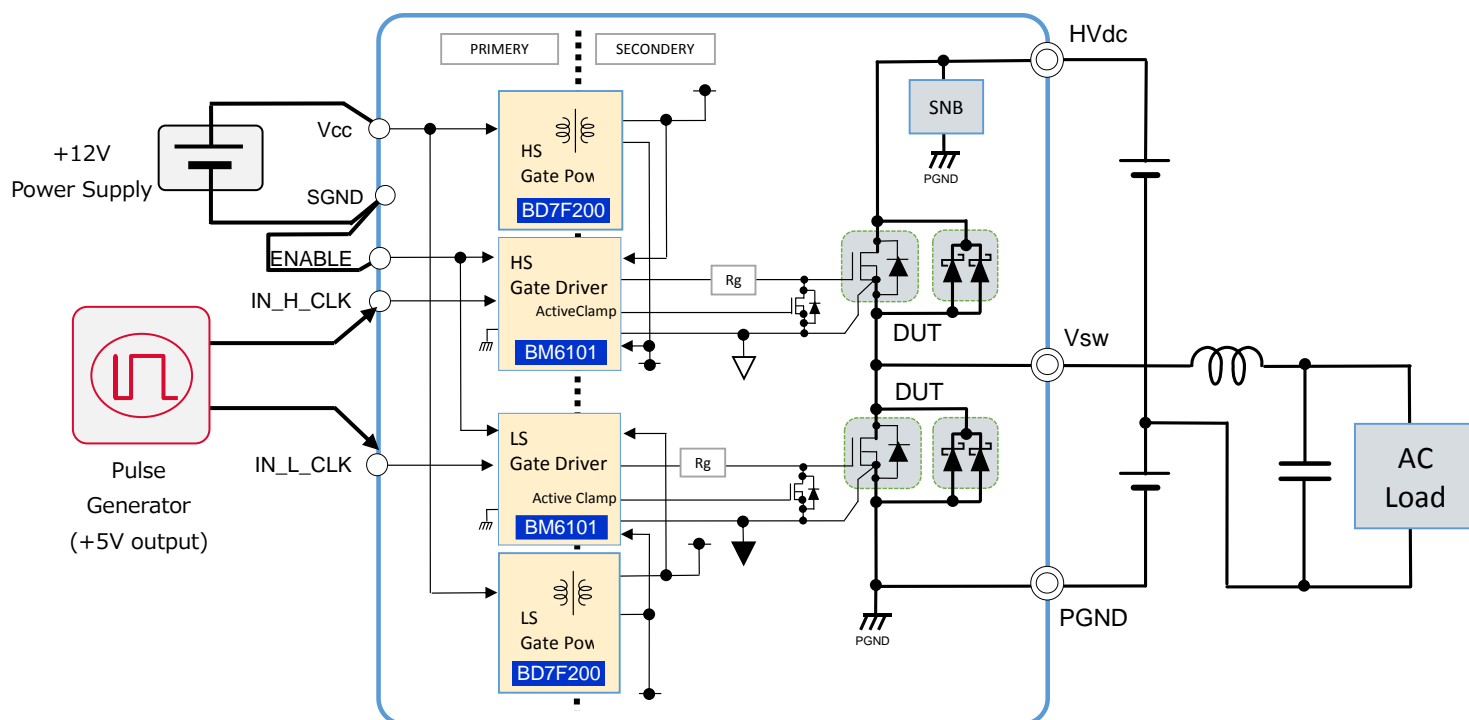 PRIMERY
SECONDERY
HVdc
SNB
PGND
+12V
Power Supply
Vcc
SGND
ENABLE
IN_H_CLK
HS
Gate Pow
BD7F200
HS
Gate Driver
ActiveClamp
BM6101
Rg
DUT
Vsw
DUT
Pulse
Generator
(+5V output)
IN_L_CLK
LS
Gate Driver
Active Clamp
BM6101
Rg
AC
Load
LS
Gate Pow
BD7F200
PGND
PGND